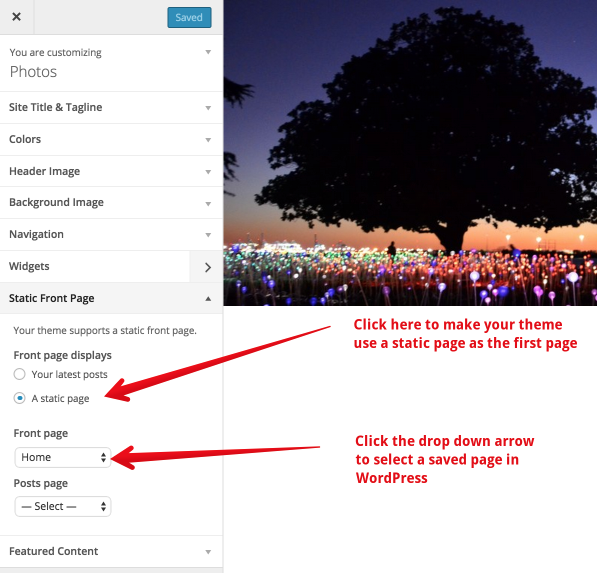 Saved
You are customizing
Photos
Site Title & Tagline
Colors
Header Image
Background Image
Navigation
Widgets
Static Front Page
Your theme supports a static front page.
Front page displays
Your latest posts
A static page
Front page
Home
Posts page
— Select —
Featured Content
Click here to make your theme
use a static page as the first page
Click the drop down arrow
to select a saved page in
WordPress